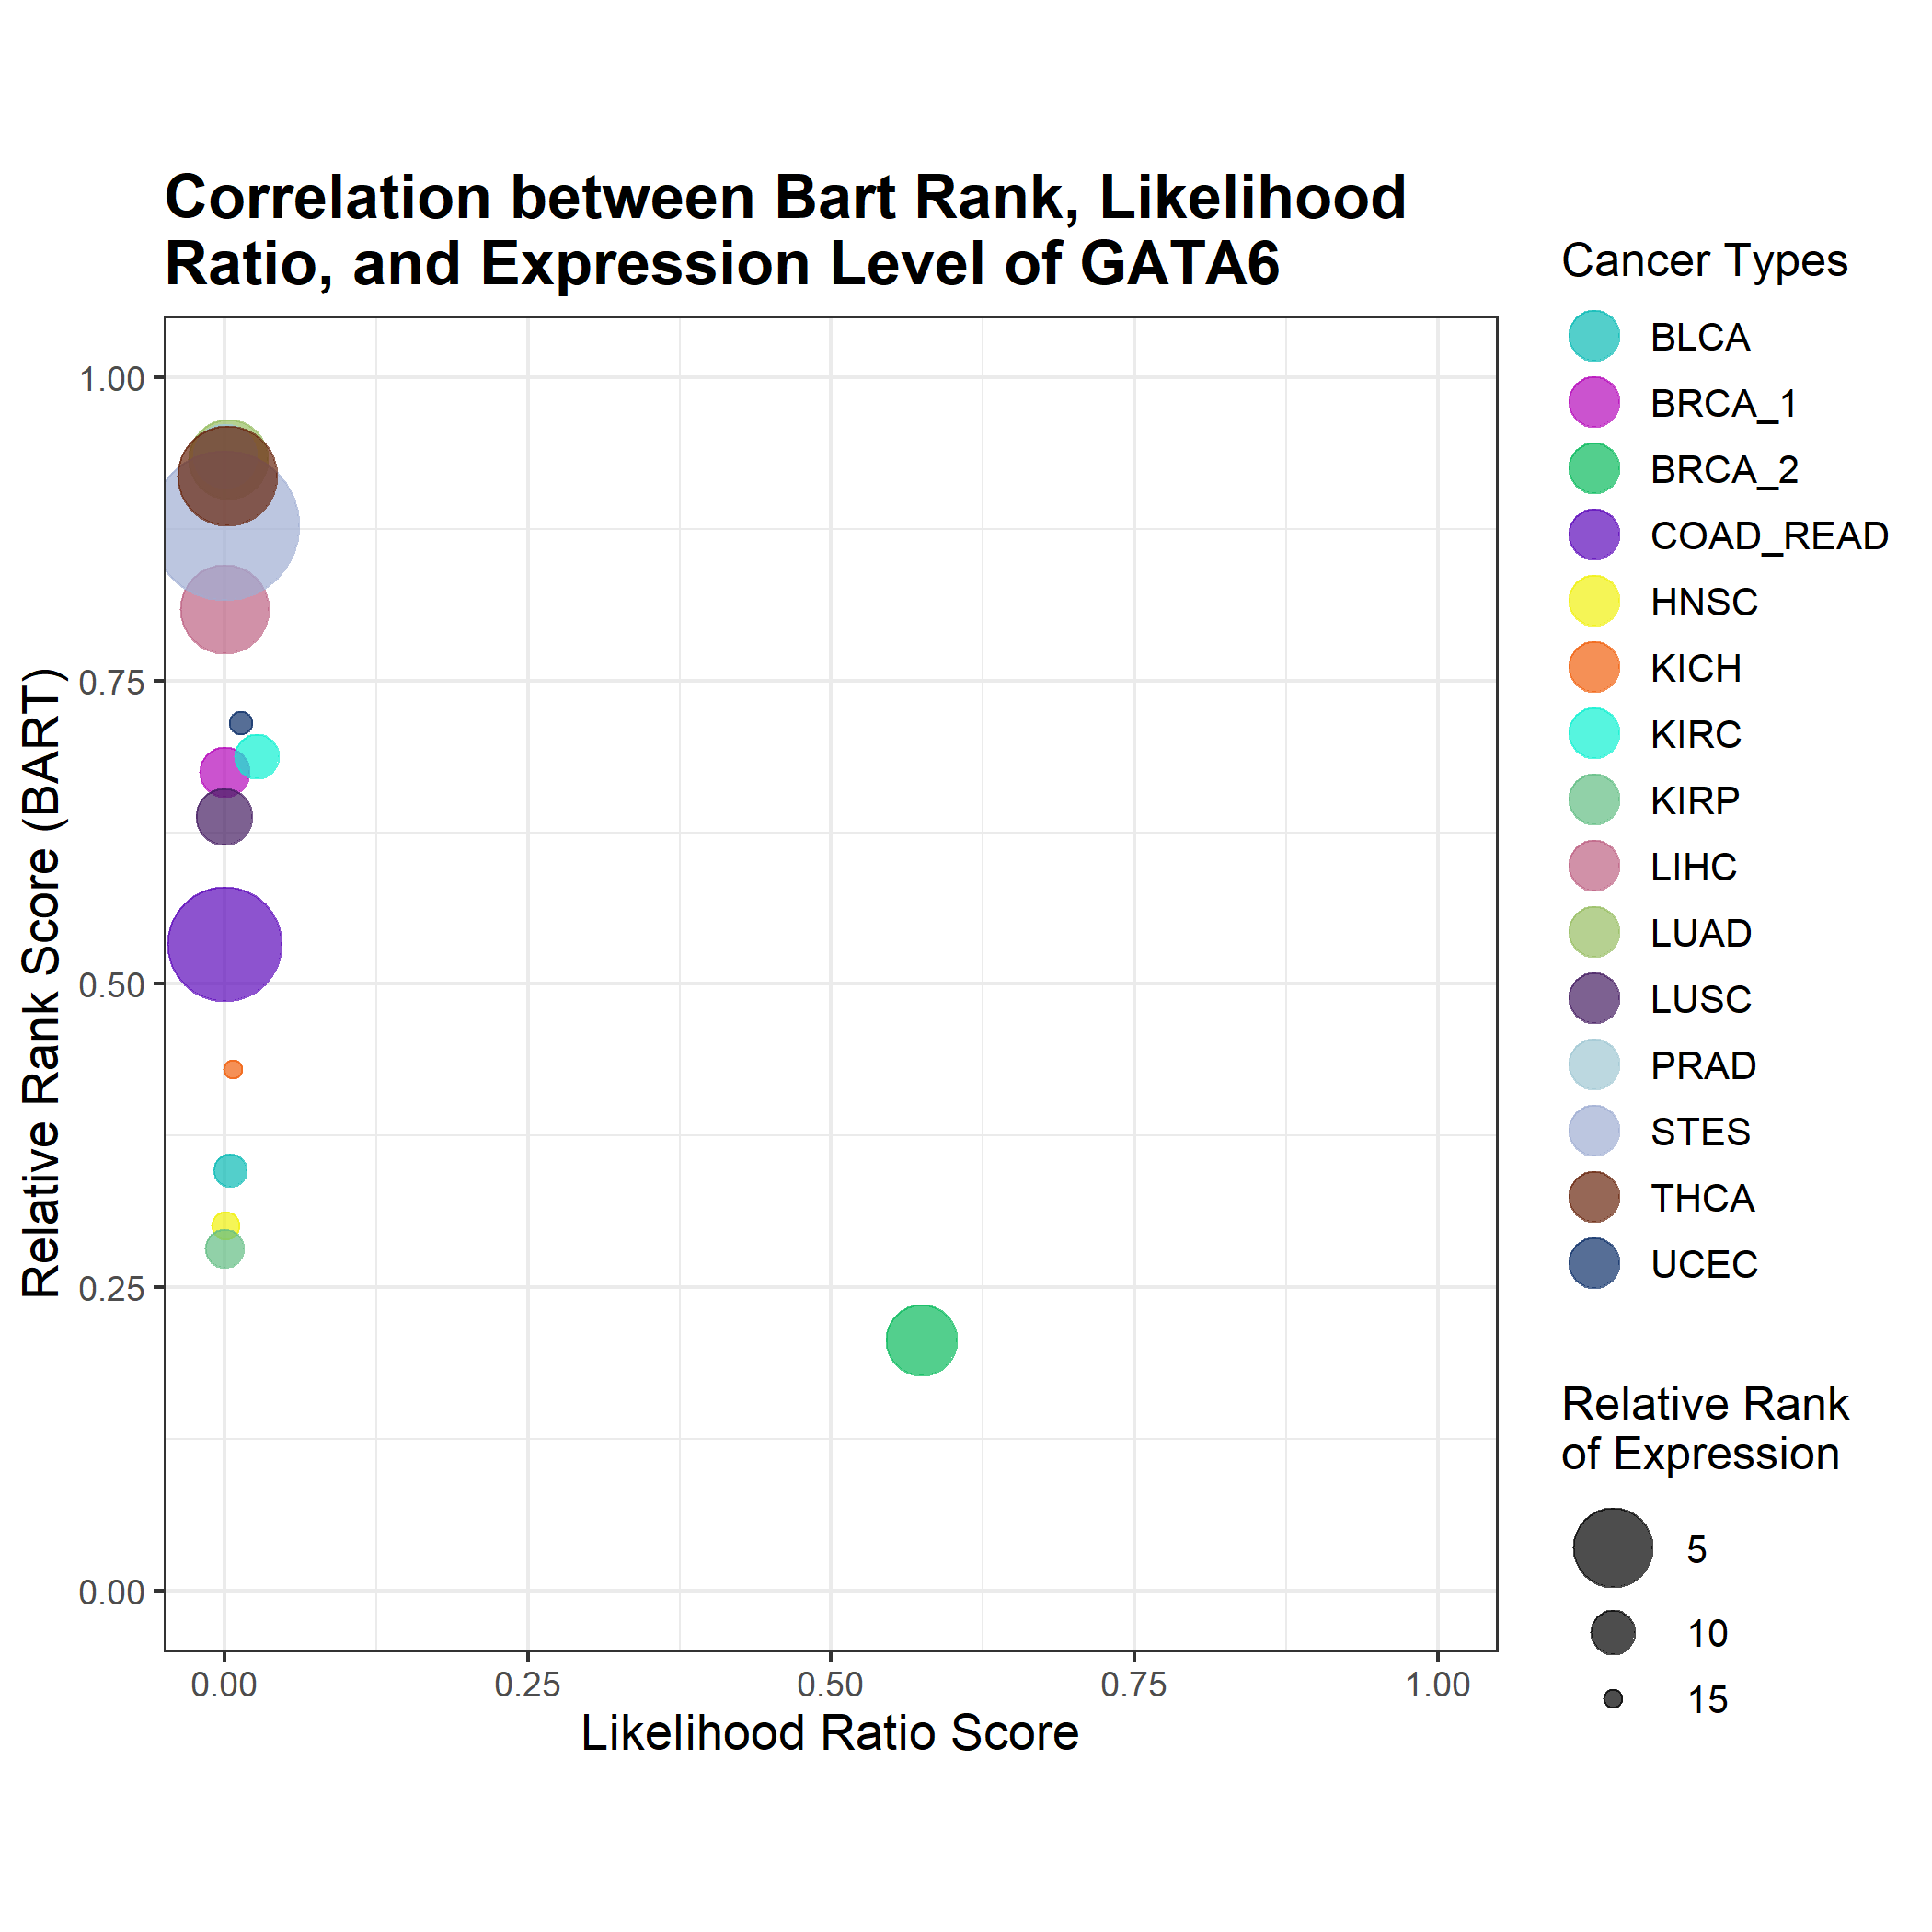 Correlation between Bart Rank, Likelihood
Ratio, and Expression Level of GATA6
Relative Rank Score (BART)
1.00
0.75
0.50
0.25
0.00
0.00 0.25 0.50 0.75 1.00
Likelihood Ratio Score
Cancer Types
BLCA
BRCA_1
BRCA_2
COAD_READ
HNSC
KICH
KIRC
KIRP
LIHC
LUAD
LUSC
PRAD
STES
THCA
UCEC
Relative Rank
of Expression
5
10
15